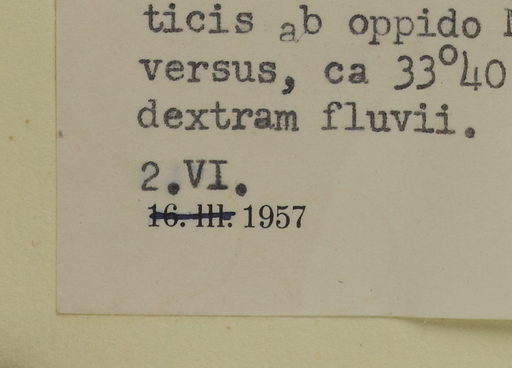 ticis ab oppido
versus, ca 33°40
dextram fluvii.
2.VI.
16. III. 1957